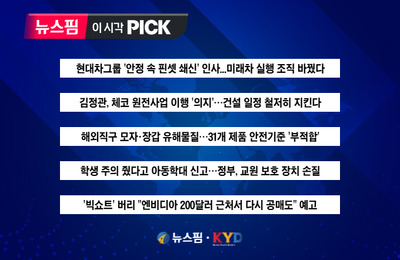 뉴스핌 이 시각 PICK
현대차그룹 '안정 속 핀셋 쇄신' 인사...미래차 실행 조직 바꿨다
김정관, 체코 원전사업 이행 '의지'…건설 일정 철저히 지킨다
해외직구 모자·장갑 유해물질…31개 제품 안전기준 '부적합'
학생 주의 줬다고 아동학대 신고…정부, 교원 보호 장치 손질
'빅쇼트' 버리 "엔비디아 200달러 근처서 다시 공매도" 예고
뉴스핌 · KYD